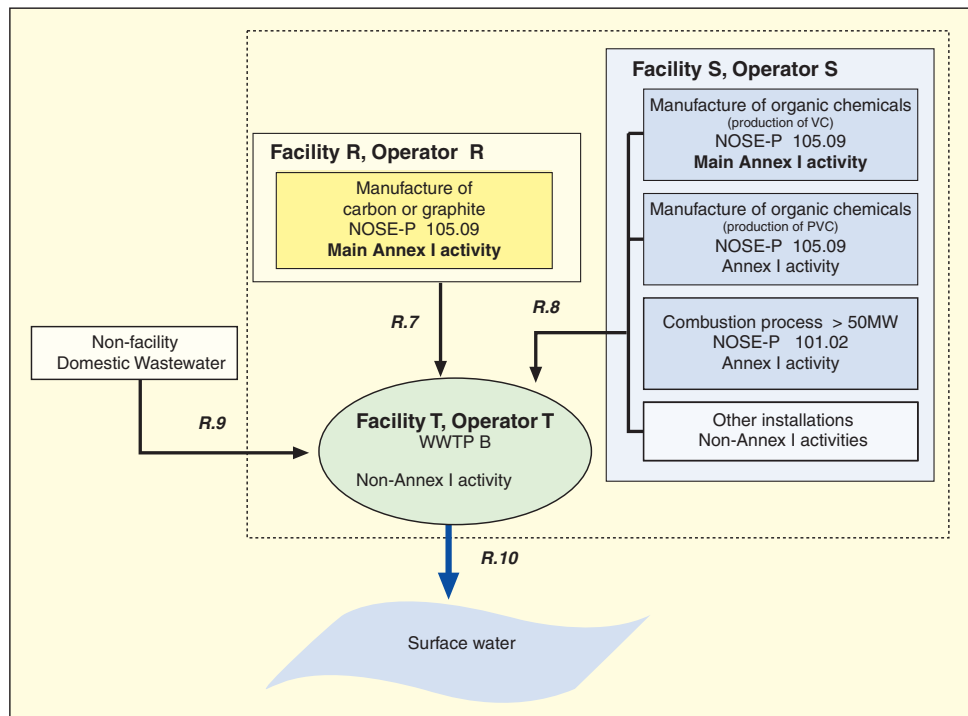 Facility S, Operator S
Manufacture of organic chemicals
(production of VC)
NOSE-P 105.09
Main Annex I activity
Facility R, Operator R
Manufacture of
carbon or graphite
NOSE-P 105.09
Main Annex I activity
Manufacture of organic chemicals
(production of PVC)
NOSE-P 105.09
Annex I activity
R.7
R.8
Combustion process > 50MW
NOSE-P 101.02
Annex I activity
Non-facility
Domestic Wastewater
Other installations
Non-Annex I activities
R.9
Facility T, Operator T
WWTP B
Non-Annex I activity
R.10
Surface water